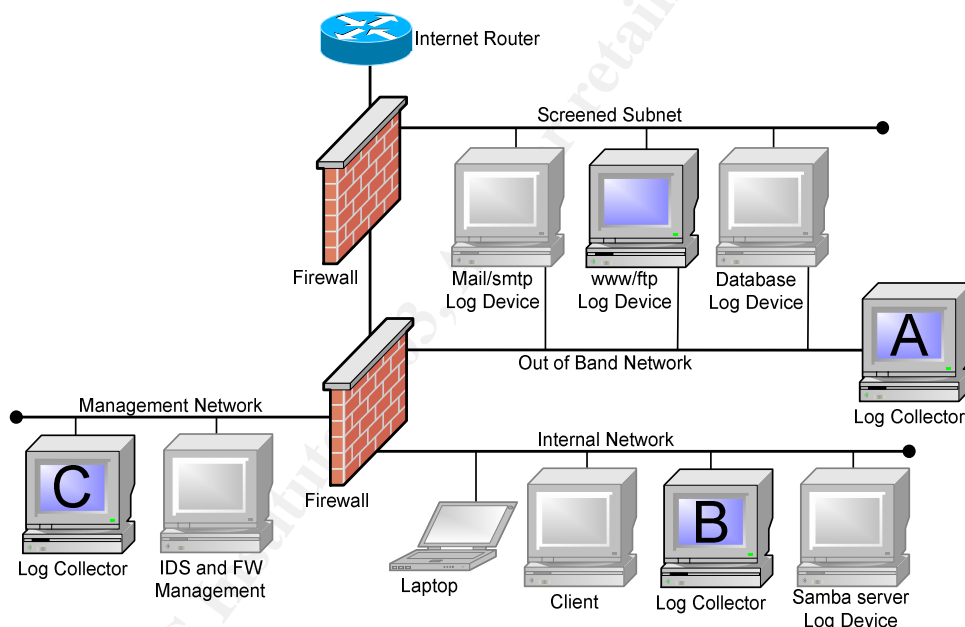 Internet Router
Screened Subnet
Firewall
Mail/smtp
Log Device
www/ftp
Log Device
Database
Log Device
A
Out of Band Network
Log Collector
Management Network
Internal Network
C
Firewall
B
Log Collector
IDS and FW
Management
Laptop
Client
Log Collector
Samba server
Log Device